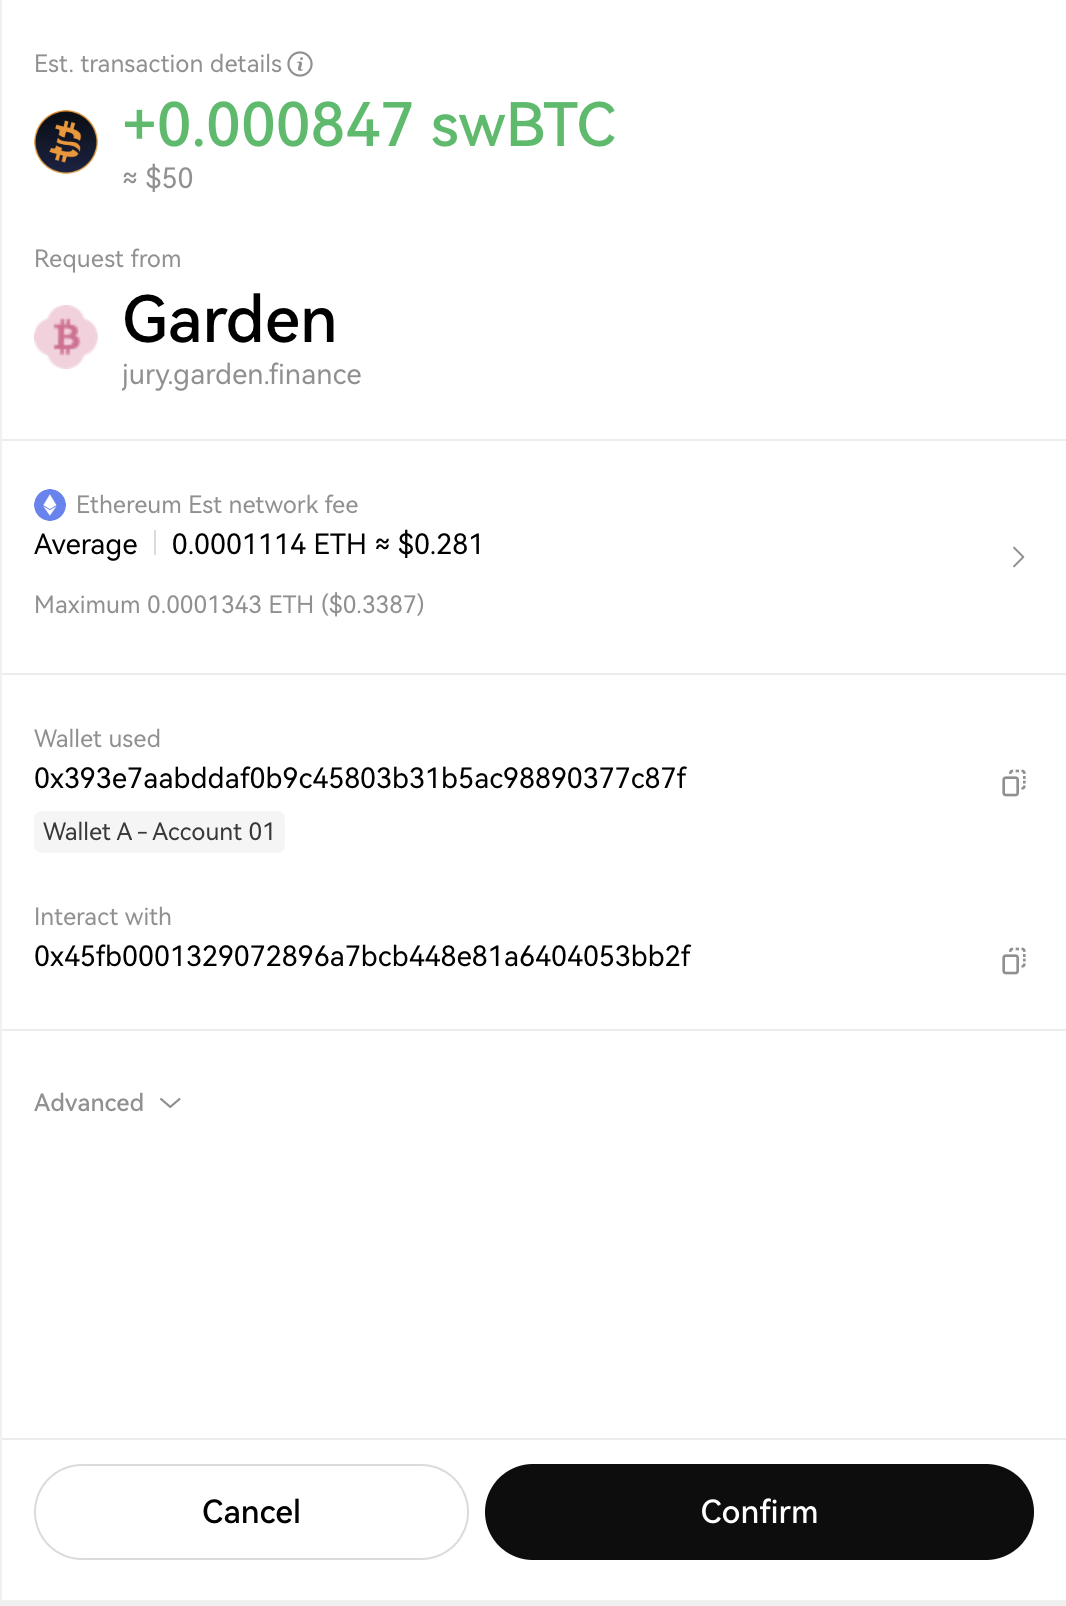 Est. transaction details
+0.000847 swBTC
≈ $50
Request from
Garden
jury.garden.finance
Ethereum Est network fee
Average | 0.0001114 ETH ≈ $0.281
Maximum 0.0001343 ETH ($0.3387)
Wallet used
0x393e7aabddaf0b9c45803b31b5ac98890377c87f
Wallet A - Account 01
Interact with
0x45fb0001329072896a7bcb448e81a6404053bb2f
Advanced
Cancel
Confirm